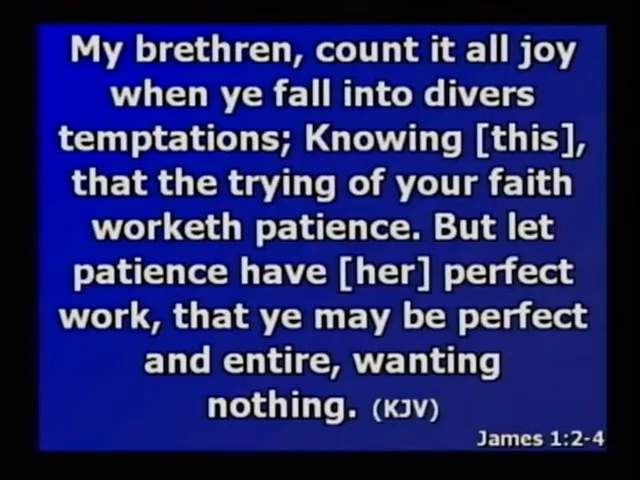 My brethren, count it all joy
when ye fall into divers
temptations; Knowing [this],
that the trying of your faith
worketh patience. But let
patience have [her] perfect
work, that ye may be perfect
and entire, wanting
nothing. (KJV)
James 1:2-4